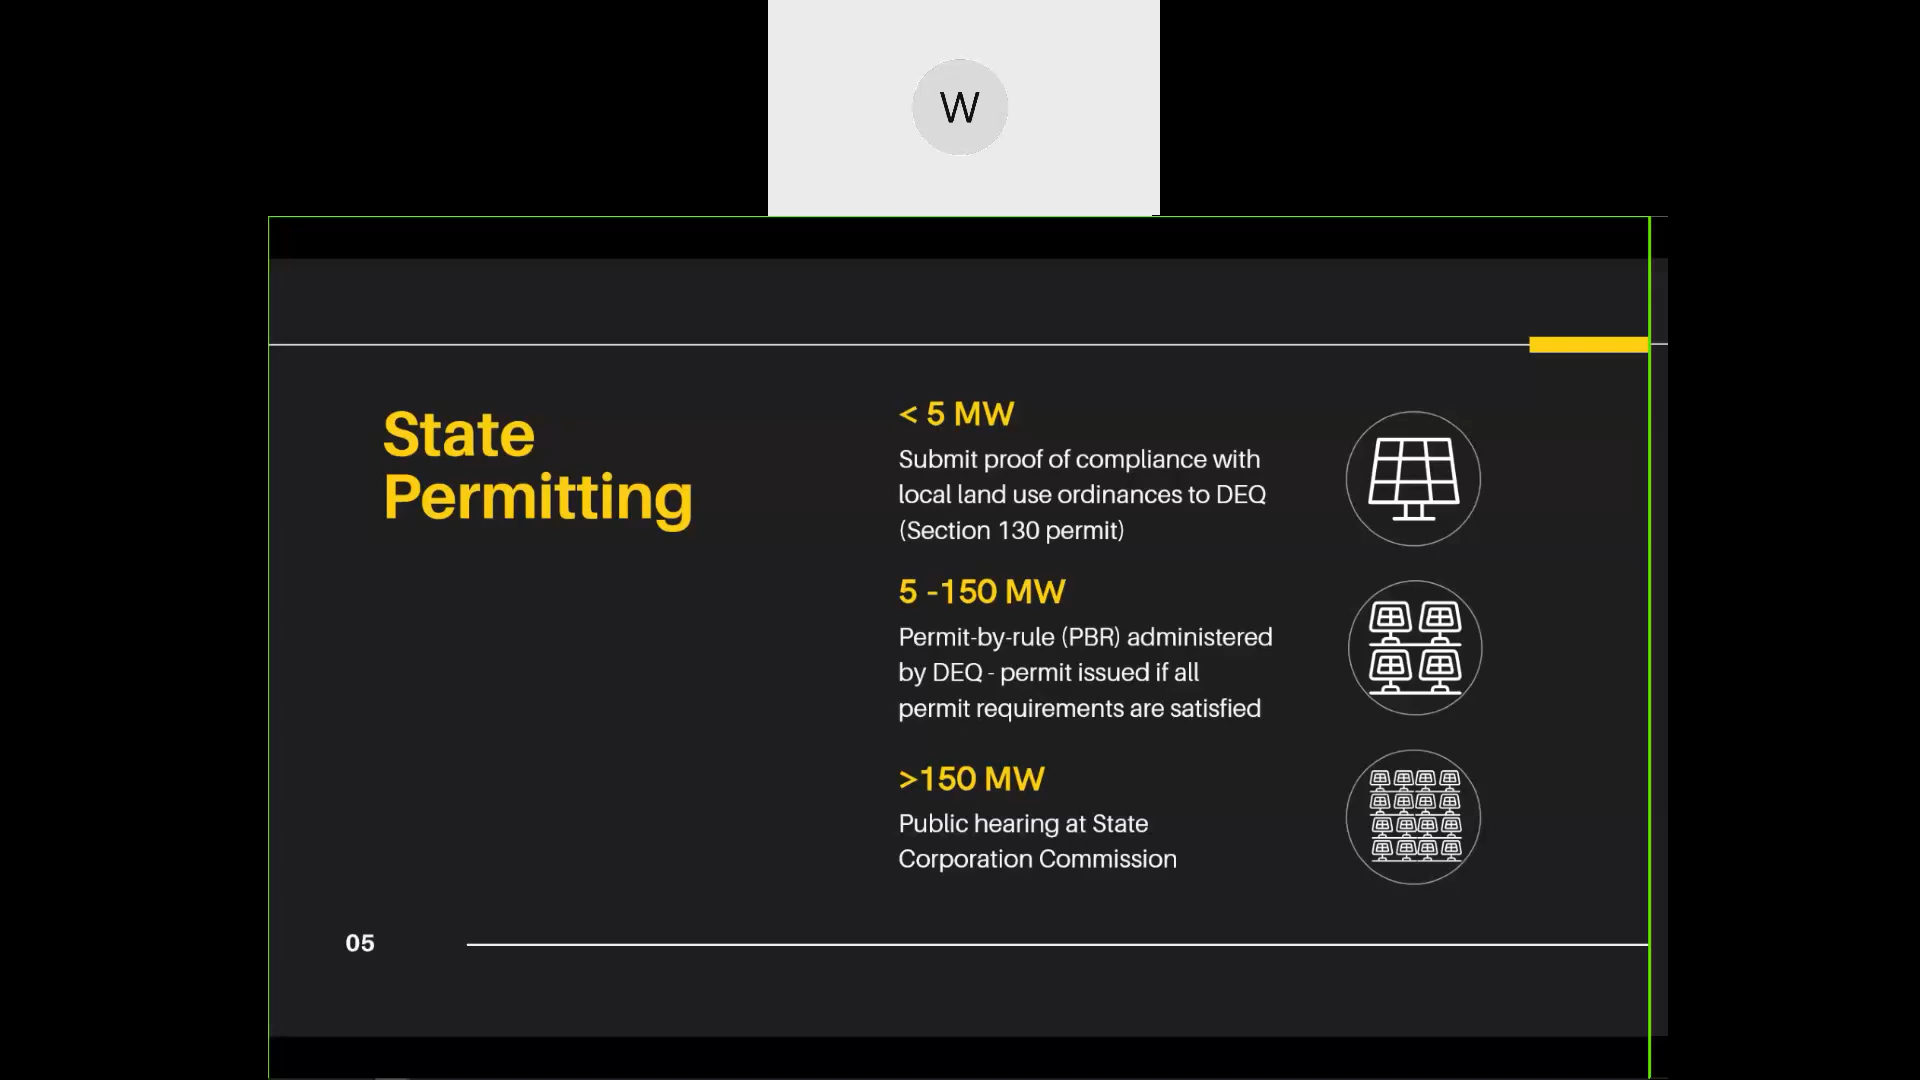 W
State
Permitting
< 5 MW
Submit proof of compliance with
local land use ordinances to DEQ
(Section 130 permit)
5 -150 MW
Permit-by-rule (PBR) administered
by DEQ - permit issued if all
permit requirements are satisfied
>150 MW
Public hearing at State
Corporation Commission
05